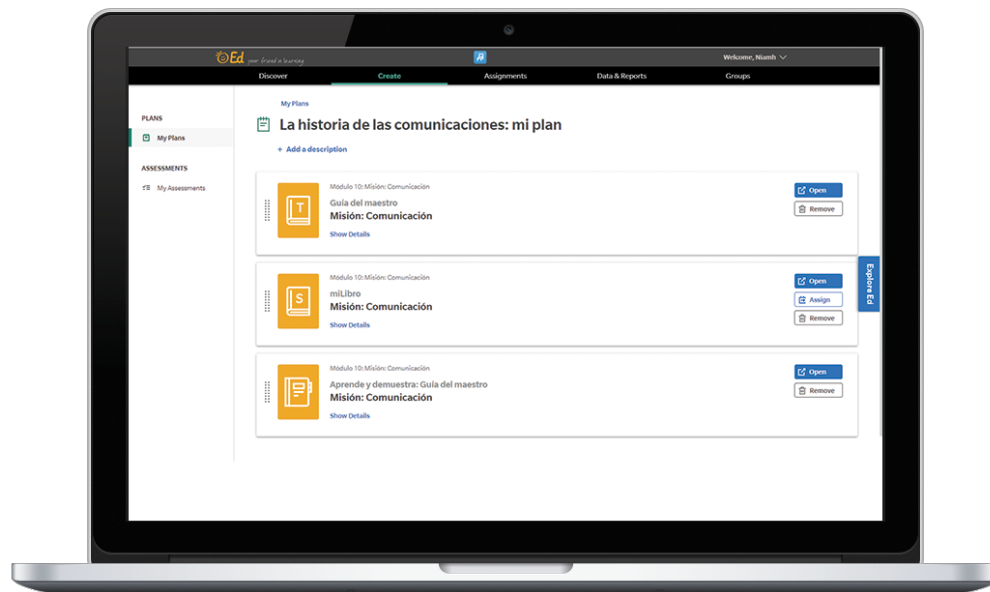 Ed your friend in learning
Welcome, Niamh
Discover
Create
Assignments
Data & Reports
Groups
PLANS
My Plans
ASSESSMENTS
My Assessments
My Plans
La historia de las comunicaciones: mi plan
+ Add a description
Módulo 10: Misión: Comunicación
Guía del maestro
Misión: Comunicación
Show Details
Open
Remove
T
Módulo 10: Misión: Comunicación
miLibro
Misión: Comunicación
Show Details
Open
Assign
Remove
S
Módulo 10: Misión: Comunicación
Aprende y demuestra: Guía del maestro
Misión: Comunicación
Show Details
Open
Remove
Explore Ed